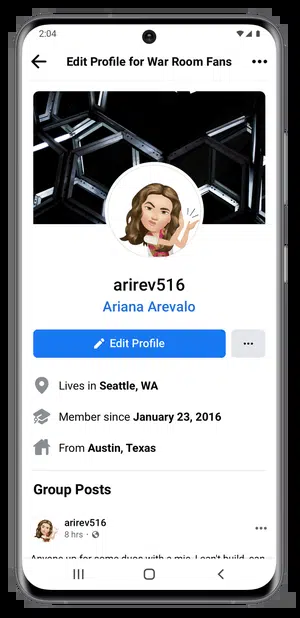 2:04
Edit Profile for War Room Fans
arirev516
Ariana Arevalo
Edit Profile
Lives in Seattle, WA
Member since January 23, 2016
From Austin, Texas
Group Posts
arirev516
8 hrs ·
Anyone up for some duos with a mic. I can't build, can